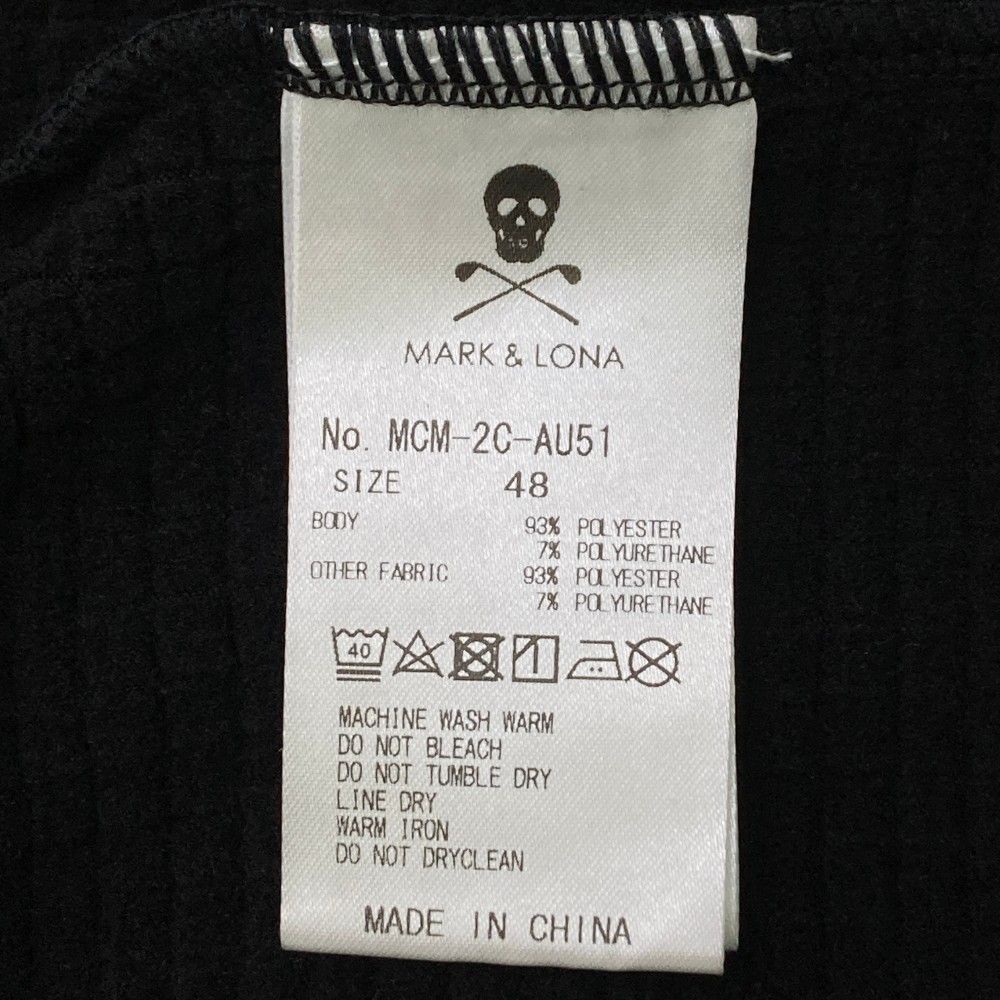 MARK & LONA
No. MCM-2C-AU51
SIZE 48
BODY 93% POLYESTER
7% POLYURETHANE
OTHER FABRIC 93% POLYESTER
7% POLYURETHANE
40
MACHINE WASH WARM
DO NOT BLEACH
DO NOT TUMBLE DRY
LINE DRY
WARM IRON
DO NOT DRYCLEAN
MADE IN CHINA